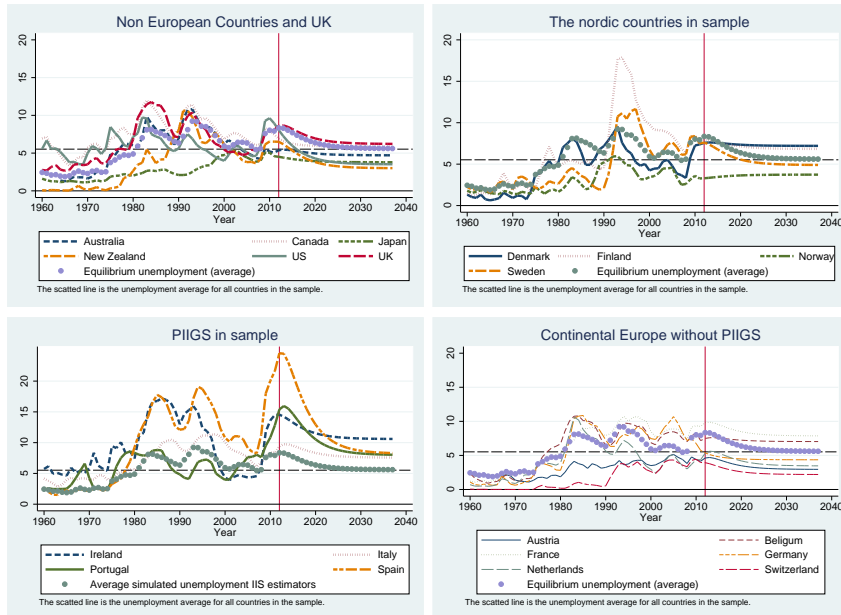 Non European Countries and UK
20
15
10
5
0
1960 1970 1980 1990 2000 2010 2020 2030 2040
Year
Australia Canada Japan
New Zealand US UK
Equilibrium unemployment (average)
The scatted line is the unemployment average for all countries in the sample.
The nordic countries in sample
20
15
10
5
0
1960 1970 1980 1990 2000 2010 2020 2030 2040
Year
Denmark Finland Norway
Sweden Equilibrium unemployment (average)
The scatted line is the unemployment average for all countries in the sample.
PIIGS in sample
20
15
10
5
0
1960 1970 1980 1990 2000 2010 2020 2030 2040
Year
Ireland Italy
Portugal Spain
Average simulated unemployment IIS estimators
The scatted line is the unemployment average for all countries in the sample.
Continental Europe without PIIGS
20
15
10
5
0
1960 1970 1980 1990 2000 2010 2020 2030 2040
Year
Austria Beligum
France Germany
Netherlands Switzerland
Equilibrium unemployment (average)
The scatted line is the unemployment average for all countries in the sample.